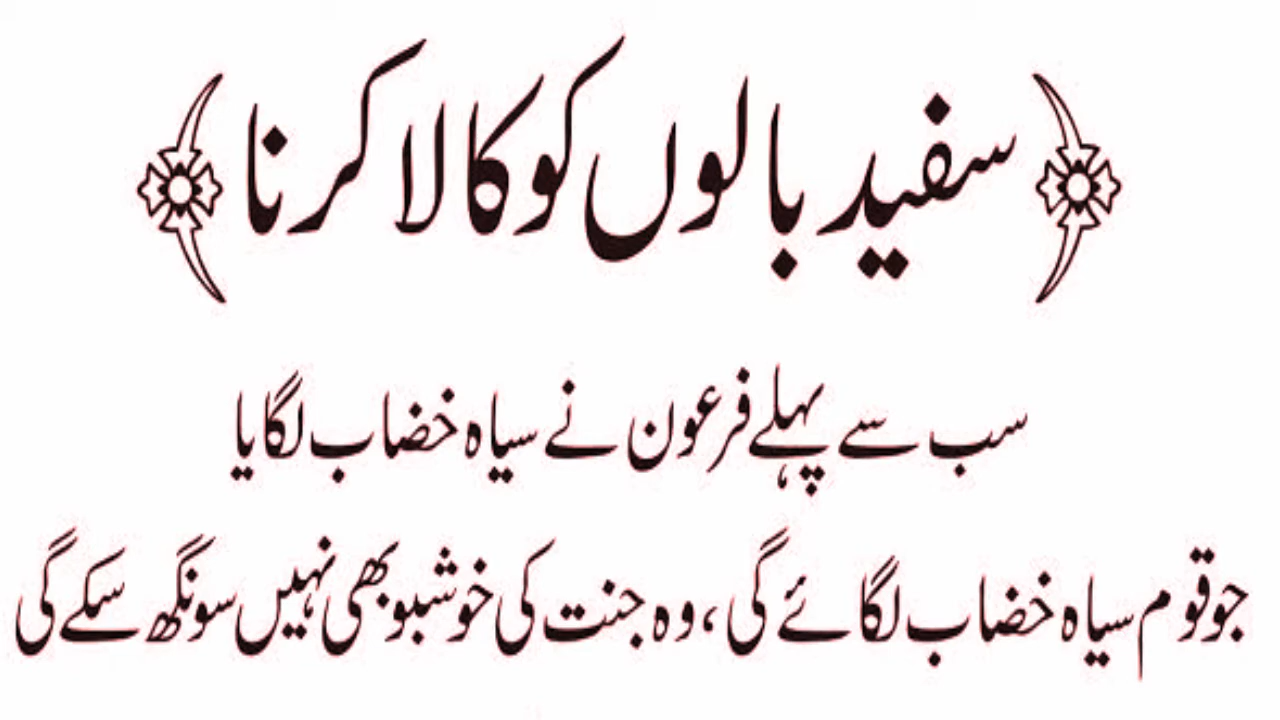 سفید بالوں کو کالا کرنا
سب سے پہلے فرعون نے سیاہ خضاب لگایا
جو قوم سیاہ خضاب لگائے گی، وہ جنت کی خوشبو بھی نہیں سونگھ سکے گی